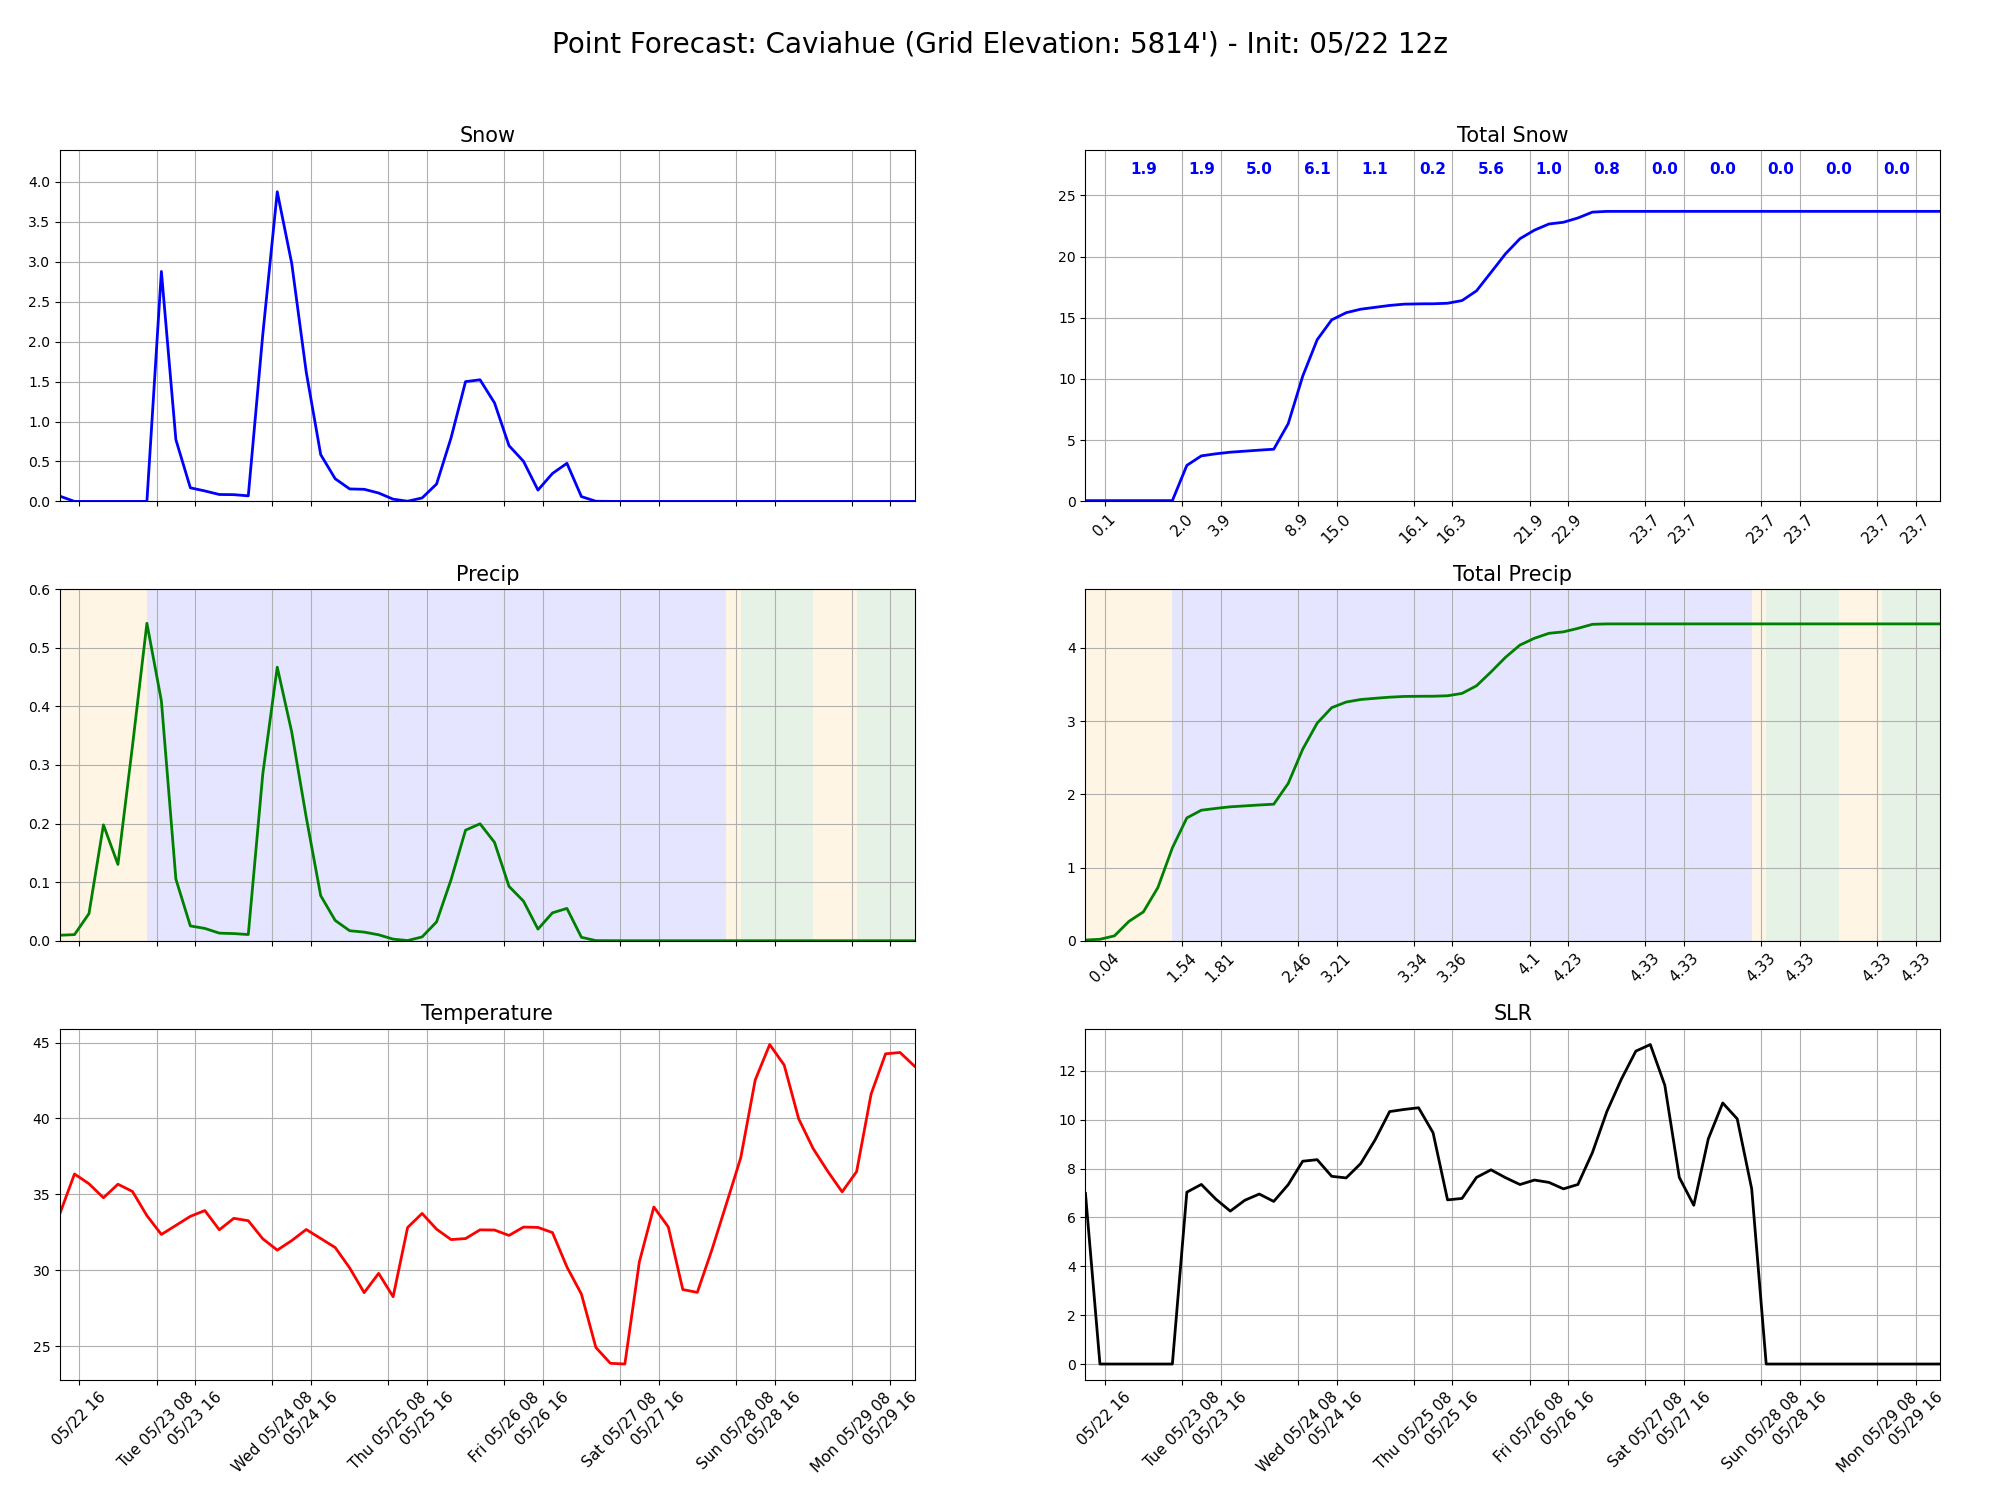 Point Forecast: Caviahue (Grid Elevation: 5814') - Init: 05/22 12z
Snow
4.0
3.5
3.0
2.5
2.0
1.5
1.0
0.5
0.0
Total Snow
1.9 1.9 5.0 6.1 1.1 0.2 5.6 1.0 0.8 0.0 0.0 0.0 0.0 0.0
25
20
15
10
5
0
0.1 2.0 3.9 8.9 15.0 16.1 16.3 21.9 22.9 23.7 23.7 23.7 23.7 23.7 23.7
Precip
0.6
0.5
0.4
0.3
0.2
0.1
0.0
Total Precip
4
3
2
1
0
0.04 1.54 1.81 2.46 3.21 3.34 3.36 4.1 4.23 4.33 4.33 4.33 4.33 4.33 4.33
Temperature
45
40
35
30
25
05/22 16
Tue 05/23 08
05/23 16
Wed 05/24 08
05/24 16
Thu 05/25 08
05/25 16
Fri 05/26 08
05/26 16
Sat 05/27 08
05/27 16
Sun 05/28 08
05/28 16
Mon 05/29 08
05/29 16
SLR
12
10
8
6
4
2
0
05/22 16
Tue 05/23 08
05/23 16
Wed 05/24 08
05/24 16
Thu 05/25 08
05/25 16
Fri 05/26 08
05/26 16
Sat 05/27 08
05/27 16
Sun 05/28 08
05/28 16
Mon 05/29 08
05/29 16